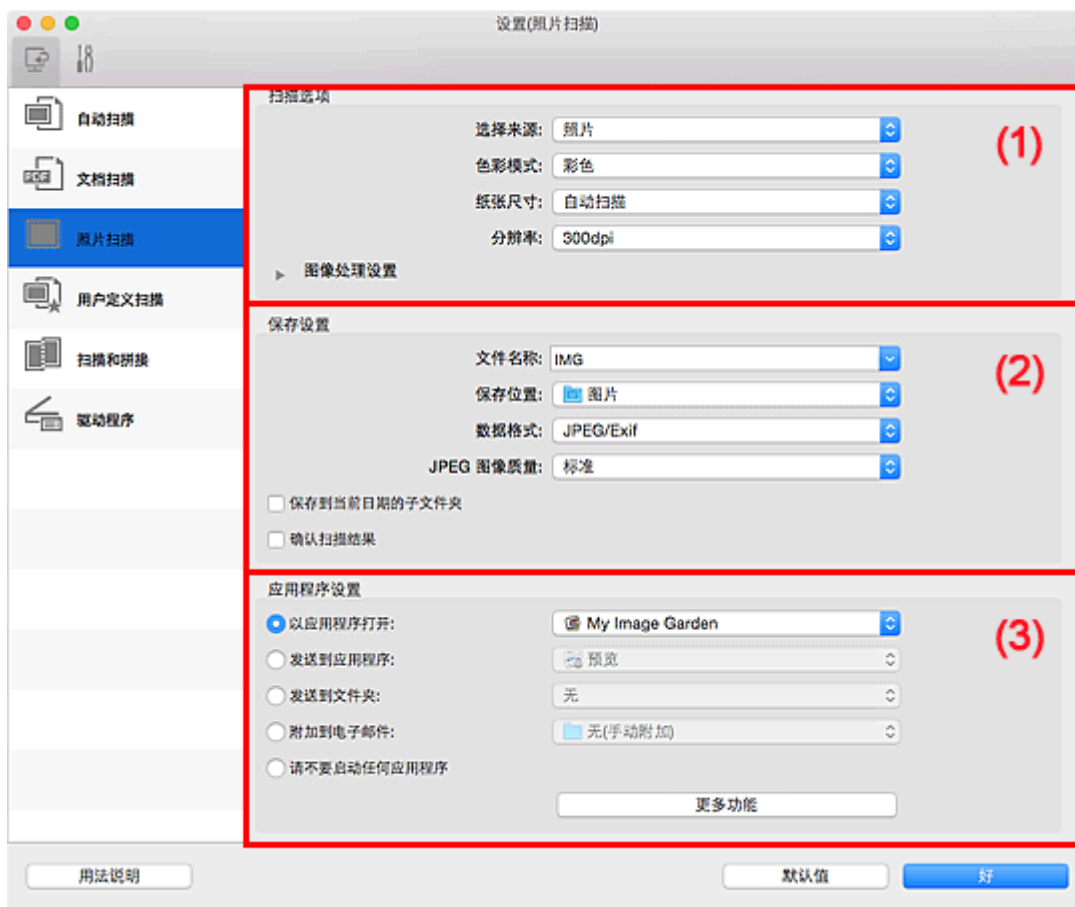 设置(照片扫描)
自动扫描
PDF
文档扫描
照片扫描
用户定义扫描
扫描和拼接
驱动程序
扫描选项
(1)
选择来源: 照片
色彩模式: 彩色
纸张尺寸: 自动扫描
分辨率: 300dpi
图像处理设置
保存设置
(2)
文件名称: IMG
保存位置: 图片
数据格式: JPEG/Exif
JPEG 图像质量: 标准
保存到当前日期的子文件夹
确认扫描结果
应用程序设置
(3)
以应用程序打开: My Image Garden
发送到应用程序: 预览
发送到文件夹: 无
附加到电子邮件: 无(手动附加)
请不要启动任何应用程序
更多功能
用法说明 默认值 好